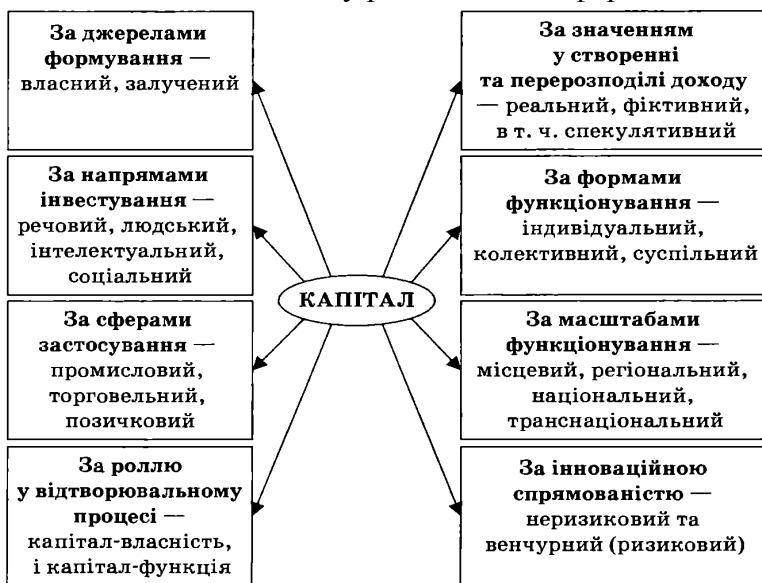 За джерелами
формування —
власний, залучений
За значенням
у створенні
та перерозподілі доходу
— реальний, фіктивний,
в т. ч. спекулятивний
За напрямами
інвестування —
речовий, людський,
інтелектуальний,
соціальний
За формами
функціонування —
індивідуальний,
колективний, суспільний
КАПІТАЛ
За сферами
застосування —
промисловий,
торговельний,
позичковий
За масштабами
функціонування —
місцевий, регіональний,
національний,
транснаціональний
За роллю
у відтворювальному
процесі —
капітал-власність,
і капітал-функція
За інноваційною
спрямованістю —
неризиковий та
венчурний (ризиковий)